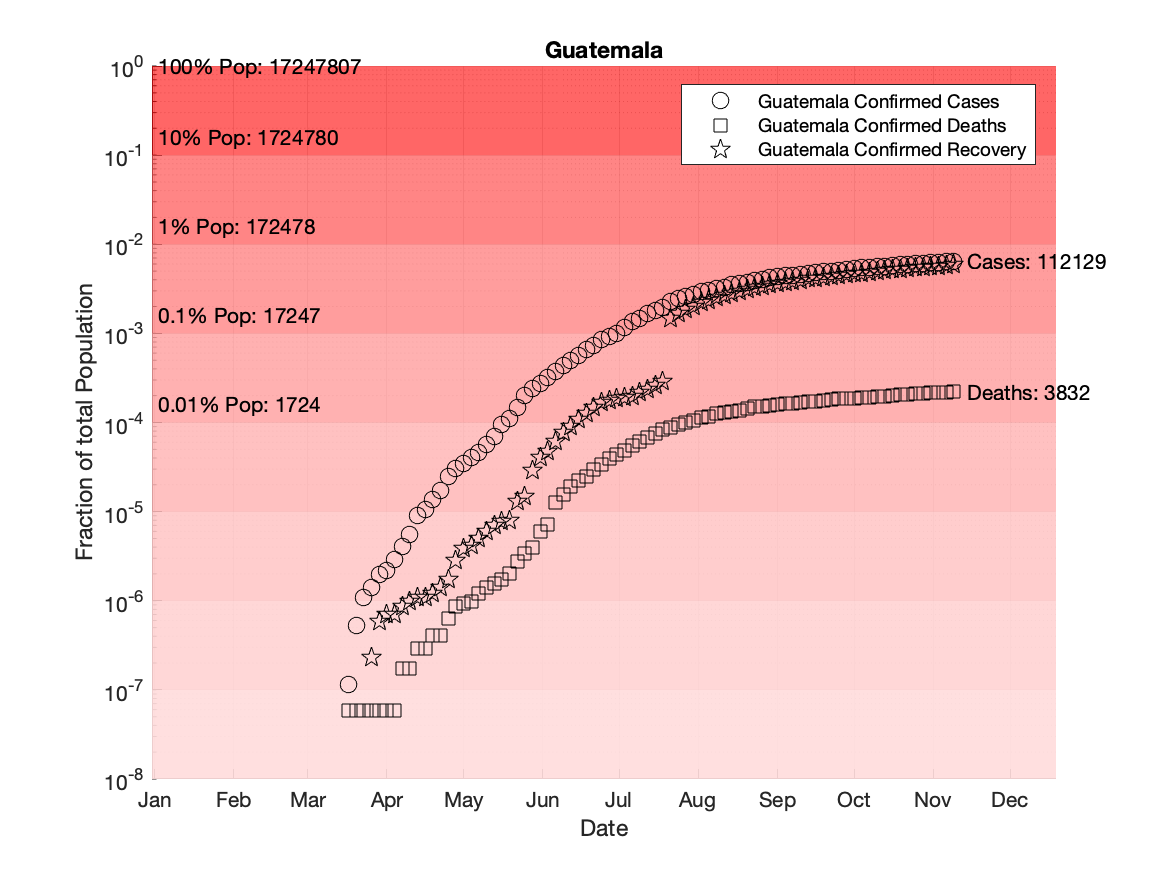 Guatemala
10^0
10^-1
10^-2
10^-3
10^-4
10^-5
10^-6
10^-7
10^-8
Fraction of total Population
100% Pop: 17247807
10% Pop: 1724780
1% Pop: 172478
0.1% Pop: 17247
0.01% Pop: 1724
Guatemala Confirmed Cases
Guatemala Confirmed Deaths
Guatemala Confirmed Recovery
Cases: 112129
Deaths: 3832
Jan Feb Mar Apr May Jun Jul Aug Sep Oct Nov Dec
Date